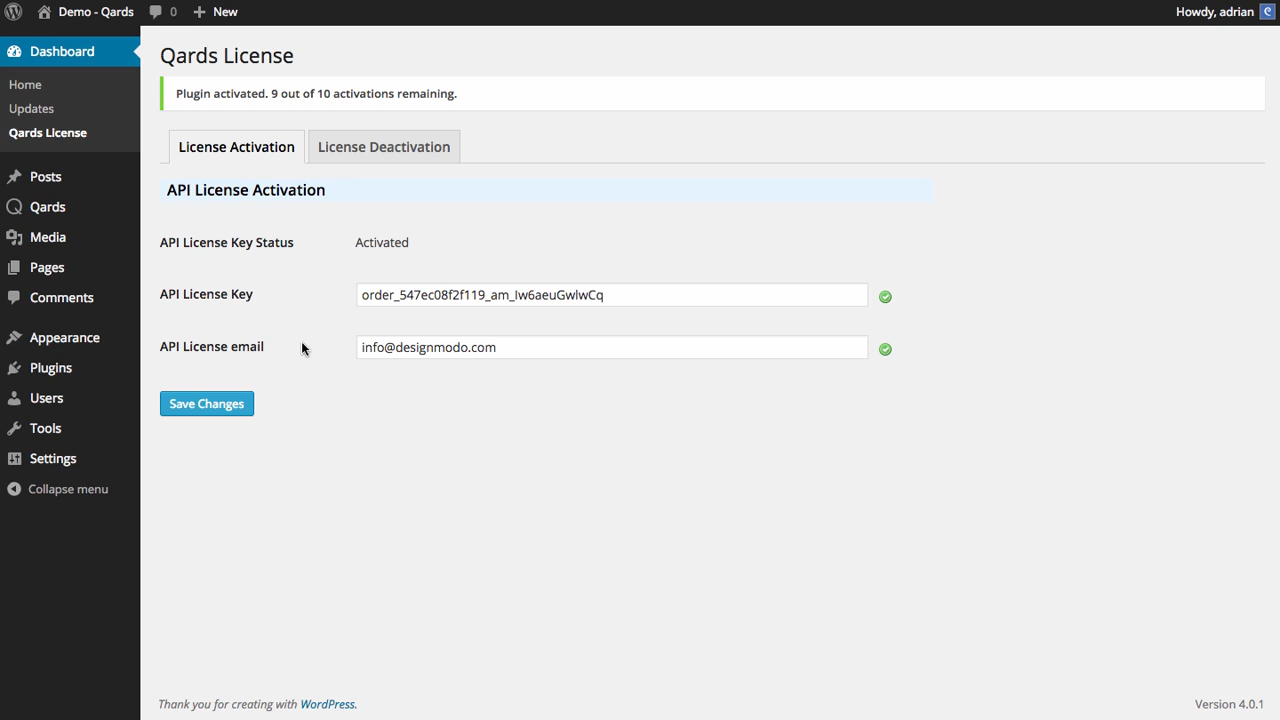 Demo - Qards 0 New Howdy, adrian
Dashboard
Home
Updates
Qards License
Posts
Qards
Media
Pages
Comments
Appearance
Plugins
Users
Tools
Settings
Collapse menu
Qards License
Plugin activated. 9 out of 10 activations remaining.
License Activation License Deactivation
API License Activation
API License Key Status Activated
API License Key order_547ec08f2f119_am_Iw6aeuGwlwCq
API License email info@designmodo.com
Save Changes
Thank you for creating with WordPress. Version 4.0.1